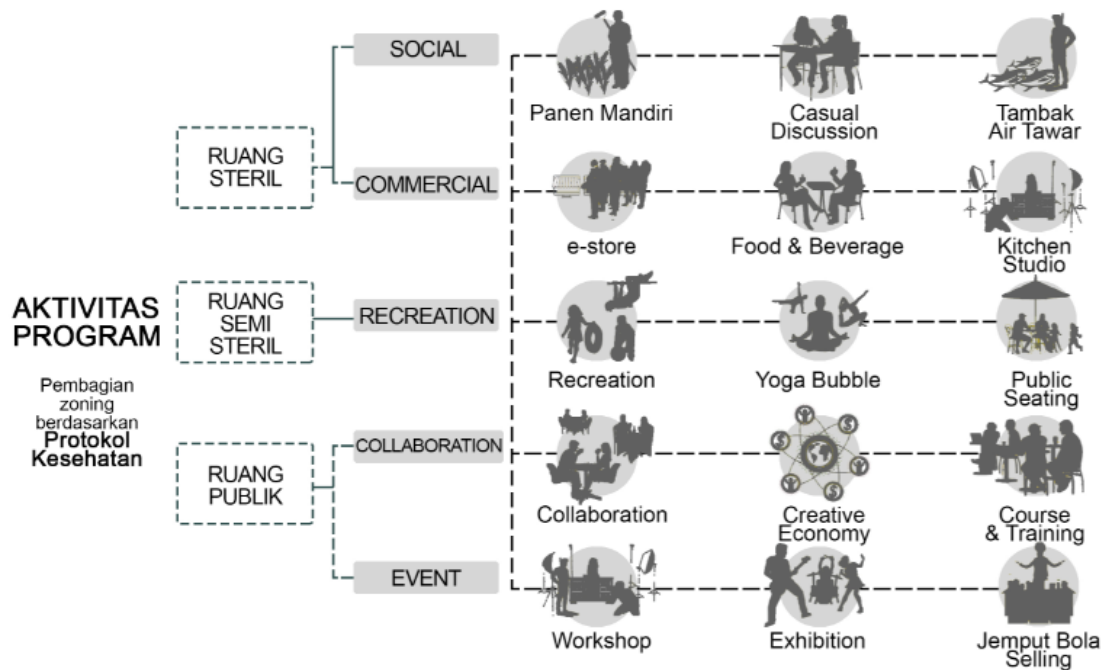 AKTIVITAS
PROGRAM
Pembagian
zoning
berdasarkan
Protokol
Kesehatan
RUANG
STERIL
RUANG
SEMI
STERIL
RUANG
PUBLIK
SOCIAL
COMMERCIAL
RECREATION
COLLABORATION
EVENT
Panen Mandiri
Casual
Discussion
Tambak
Air Tawar
e-store
Food & Beverage
Kitchen
Studio
Recreation
Yoga Bubble
Public
Seating
Collaboration
Creative
Economy
Course
& Training
Workshop
Exhibition
Jemput Bola
Selling